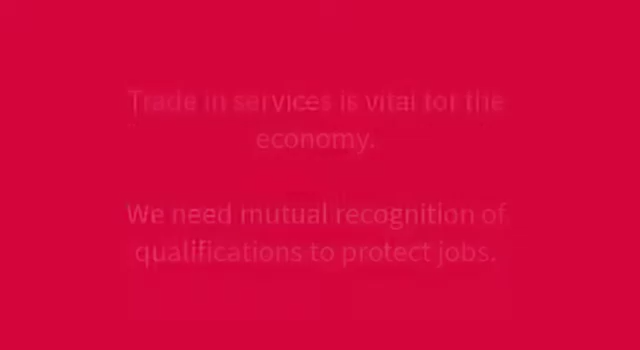 Trade in services is vital for the
economy.
We need mutual recognition of
qualifications to protect jobs.